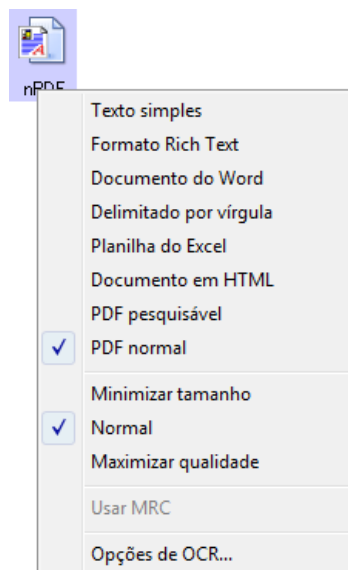 nPDF
Texto simples
Formato Rich Text
Documento do Word
Delimitado por vírgula
Planilha do Excel
Documento em HTML
PDF pesquisável
PDF normal
Minimizar tamanho
Normal
Maximizar qualidade
Usar MRC
Opções de OCR...